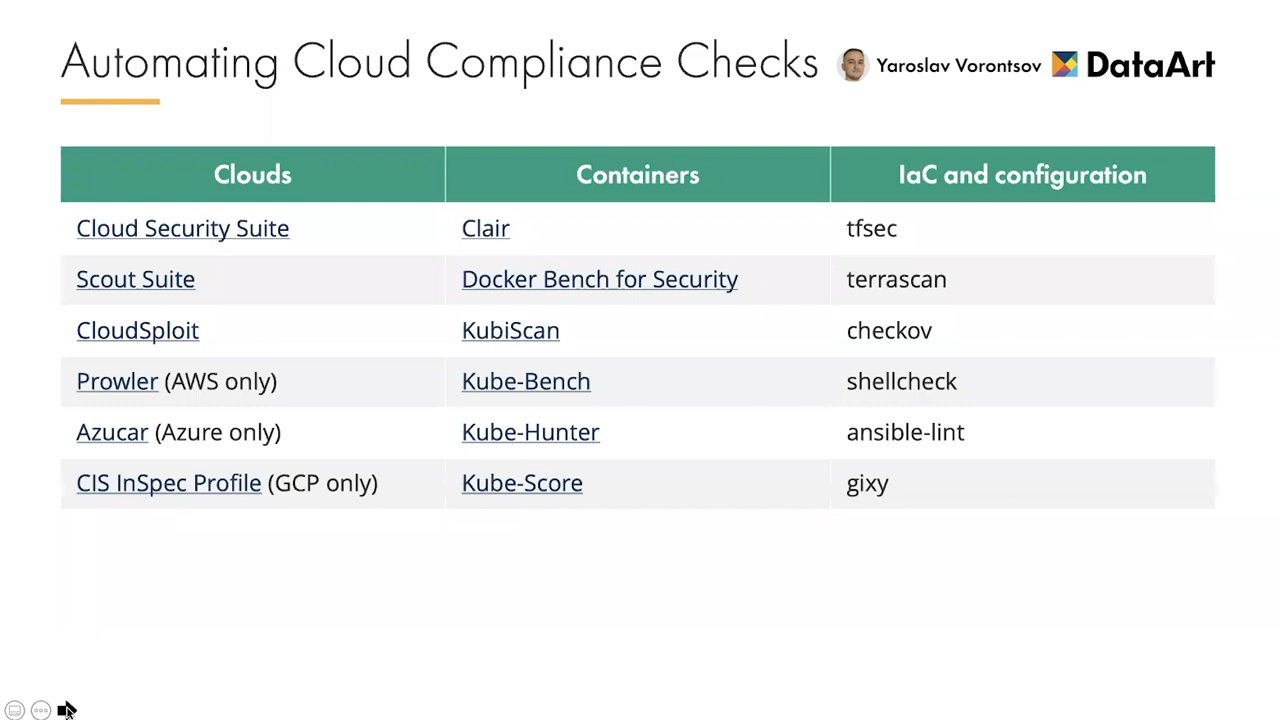 Automating Cloud Compliance Checks
Yaroslav Vorontsov
DataArt
Clouds Containers IaC and configuration
Cloud Security Suite Clair tfsec
Scout Suite Docker Bench for Security terrascan
CloudSploit KubiScan checkov
Prowler (AWS only) Kube-Bench shellcheck
Azucar (Azure only) Kube-Hunter ansible-lint
CIS InSpec Profile (GCP only) Kube-Score gixy